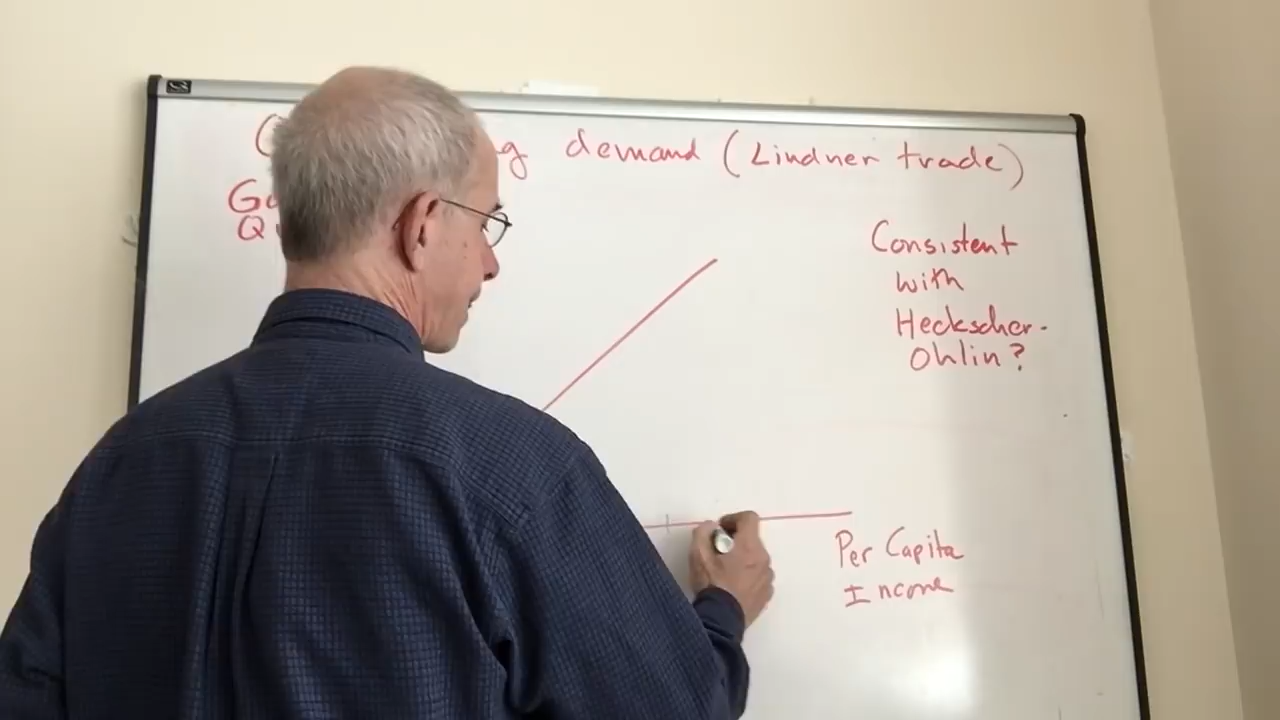 demand (Lindner trade)
Consistent
with
Heckscher-
Ohlin?
Per Capita
Income